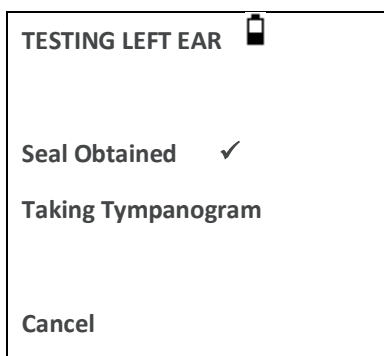 TESTING LEFT EAR
Seal Obtained ✓
Taking Tympanogram
Cancel